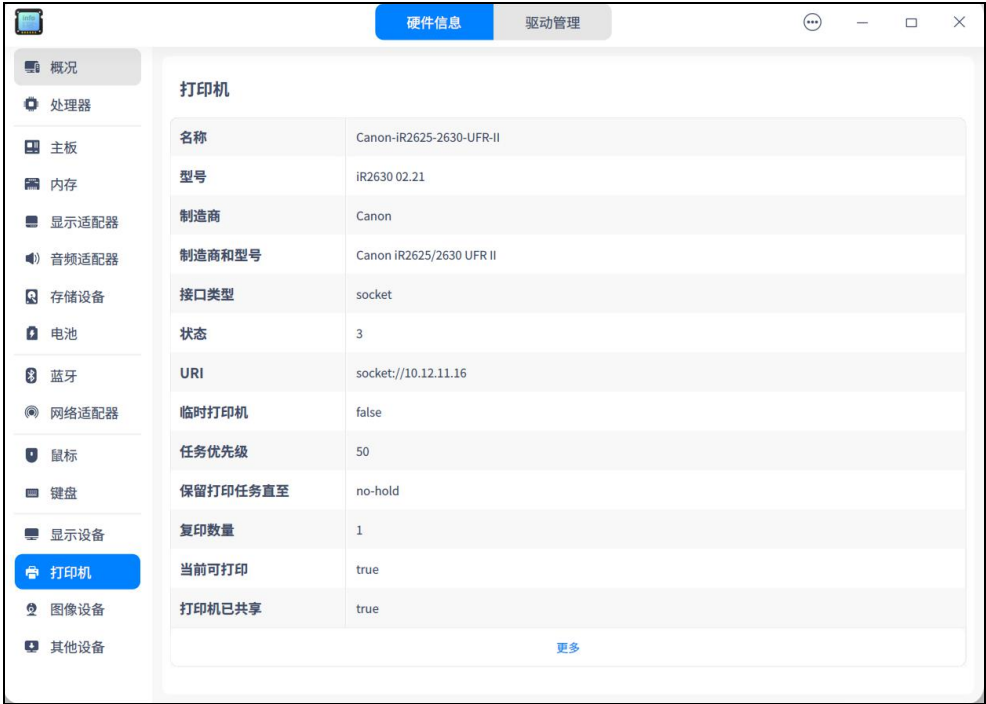 info
硬件信息 驱动管理
概况
处理器
主板
内存
显示适配器
音频适配器
存储设备
电池
蓝牙
网络适配器
鼠标
键盘
显示设备
打印机
图像设备
其他设备
打印机
名称 Canon-iR2625-2630-UFR-II
型号 iR2630 02.21
制造商 Canon
制造商和型号 Canon iR2625/2630 UFR II
接口类型 socket
状态 3
URI socket://10.12.11.16
临时打印机 false
任务优先级 50
保留打印任务直至 no-hold
复印数量 1
当前可打印 true
打印机已共享 true
更多